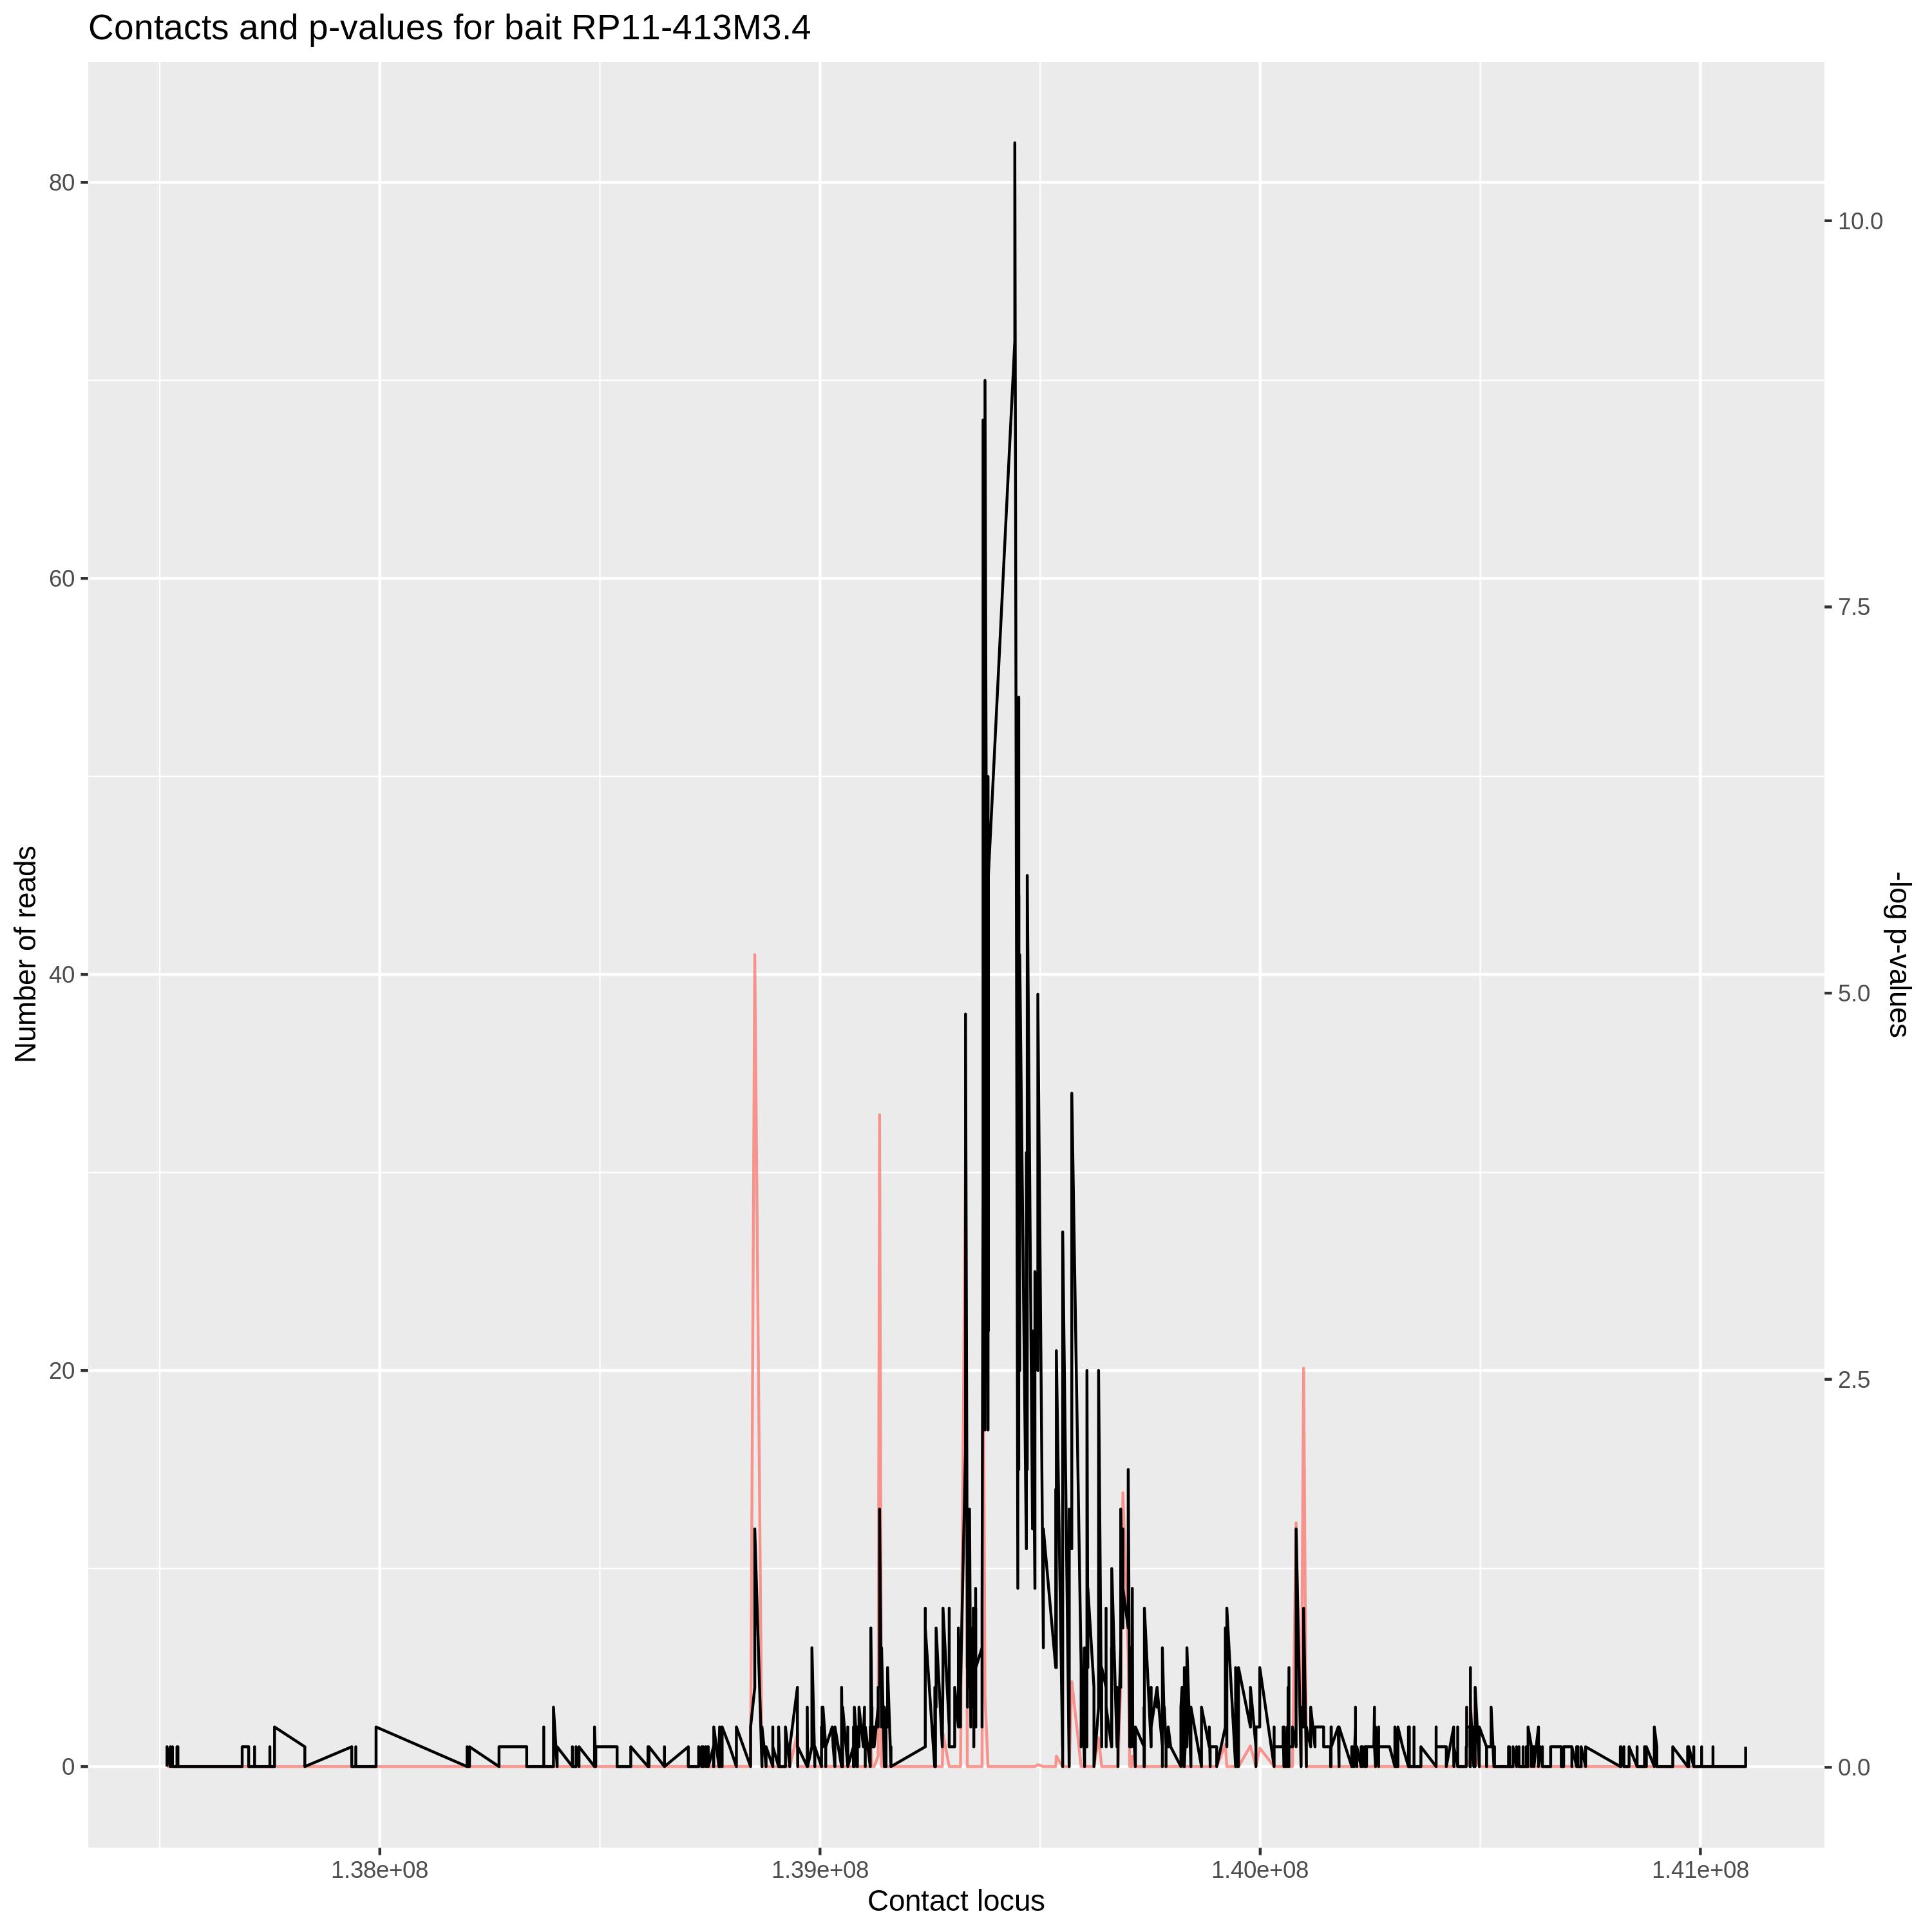 Contacts and p-values for bait RP11-413M3.4
80
60
40
20
0
10.0
7.5
5.0
2.5
0.0
Number of reads
-log p-values
1.38e+08
1.39e+08
1.40e+08
1.41e+08
Contact locus